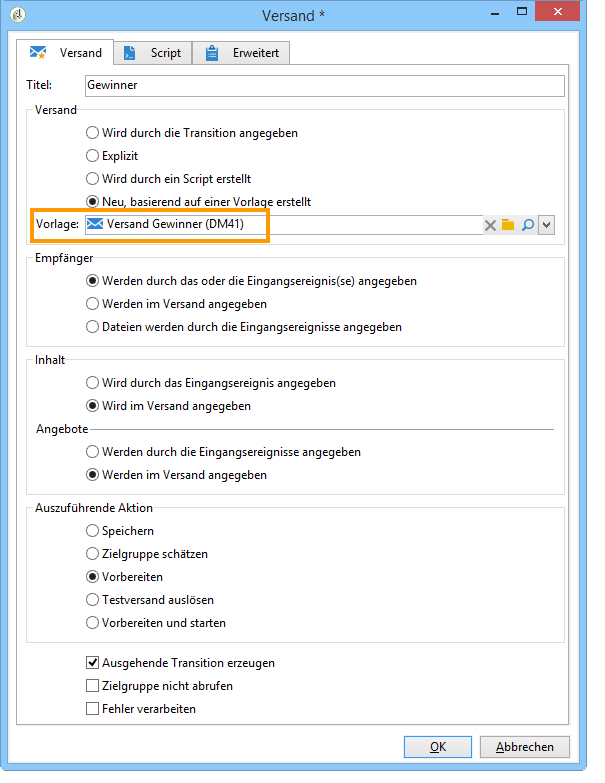 Versand *
Versand Script Erweitert
Titel: Gewinner
Versand
Wird durch die Transition angegeben
Explizit
Wird durch ein Script erstellt
Neu, basierend auf einer Vorlage erstellt
Vorlage: Versand Gewinner (DM41)
Empfänger
Werden durch das oder die Eingangsereignis(se) angegeben
Werden im Versand angegeben
Dateien werden durch die Eingangsereignisse angegeben
Inhalt
Wird durch das Eingangsereignis angegeben
Wird im Versand angegeben
Angebote
Werden durch die Eingangsereignisse angegeben
Werden im Versand angegeben
Auszuführende Aktion
Speichern
Zielgruppe schätzen
Vorbereiten
Testversand auslösen
Vorbereiten und starten
Ausgehende Transition erzeugen
Zielgruppe nicht abrufen
Fehler verarbeiten
OK Abbrechen